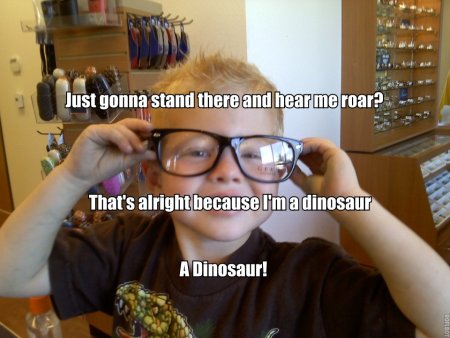 Just gonna stand there and hear me roar?
That's alright because I'm a dinosaur
A Dinosaur!